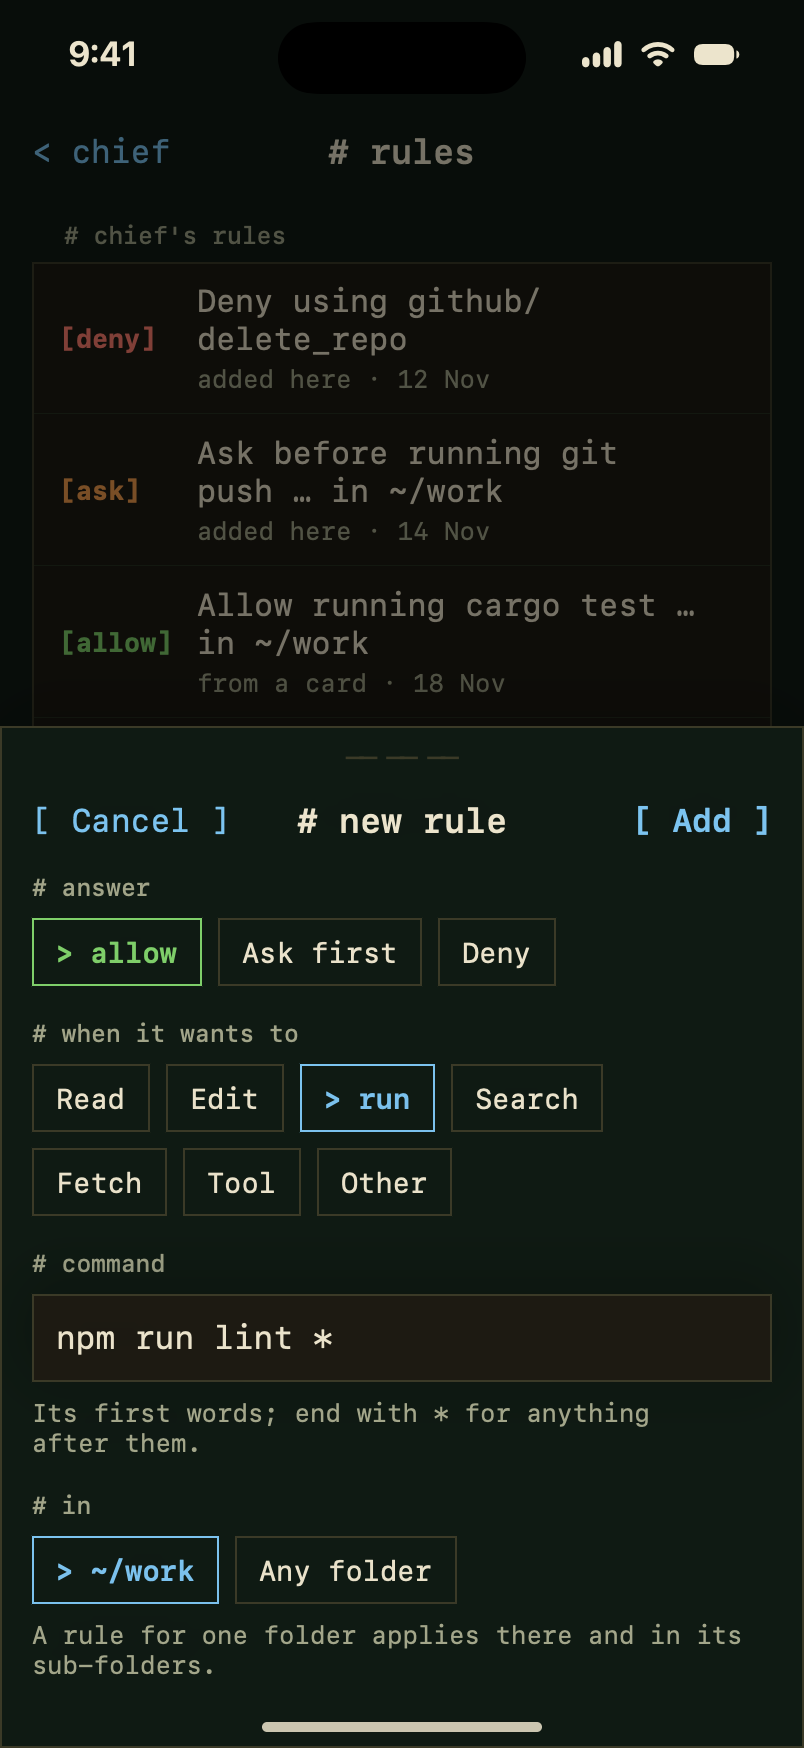 9:41
< chief
# rules
# chief's rules
[deny]
Deny using github/
delete_repo
added here · 12 Nov
[ask]
Ask before running git
push … in ~/work
added here · 14 Nov
[allow]
Allow running cargo test …
in ~/work
from a card · 18 Nov
[ Cancel ]
# new rule
[ Add ]
# answer
> allow
Ask first
Deny
# when it wants to
Read
Edit
> run
Search
Fetch
Tool
Other
# command
npm run lint *
Its first words; end with * for anything
after them.
# in
> ~/work
Any folder
A rule for one folder applies there and in its
sub-folders.